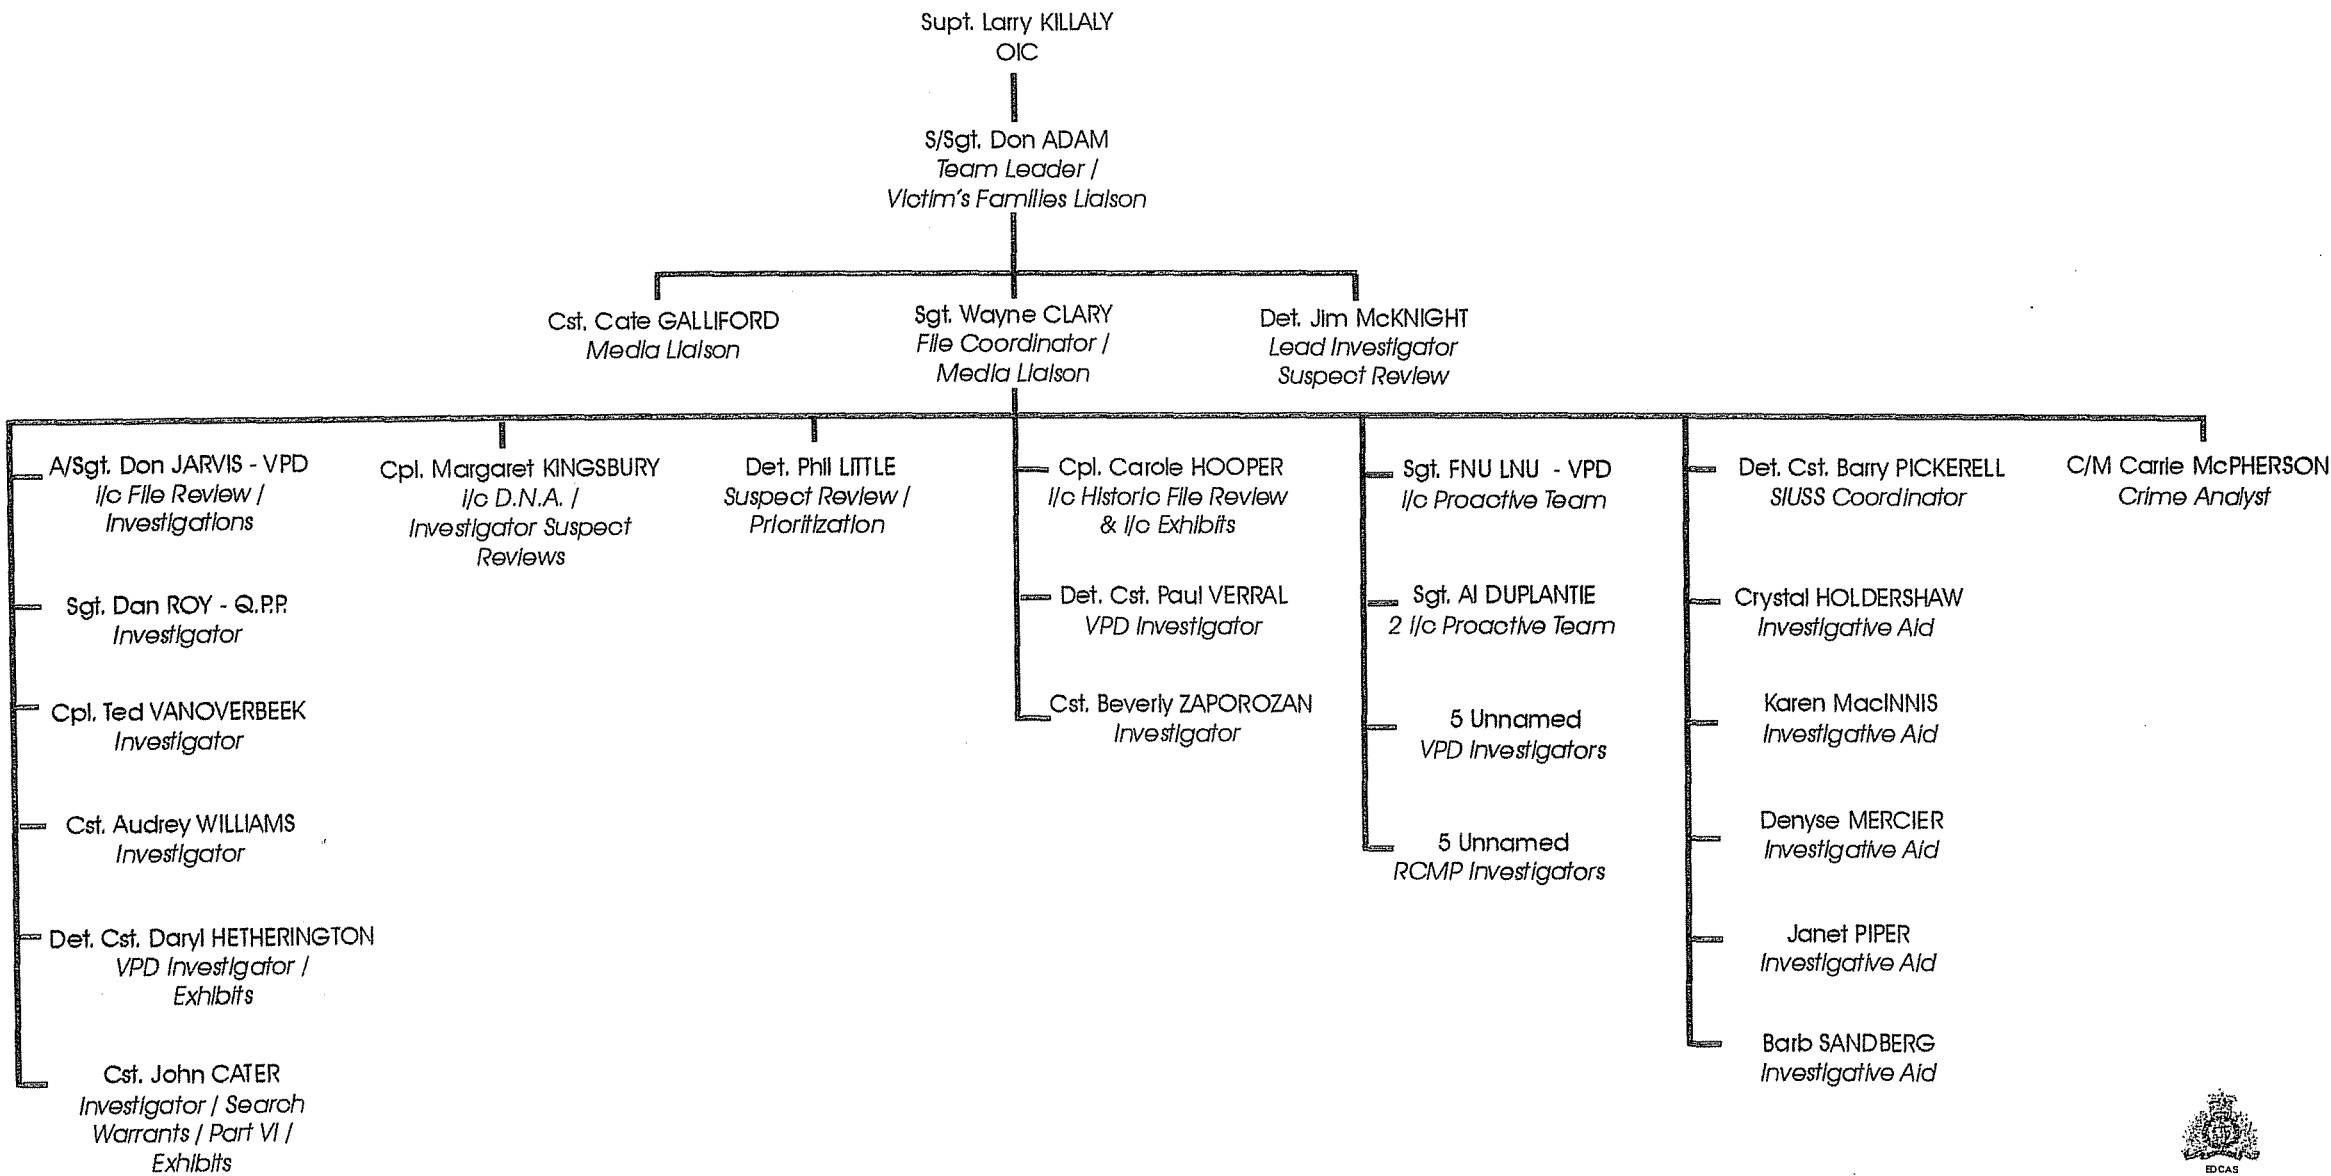 Supt. Larry KILLALY
OIC
S/Sgt. Don ADAM
Team Leader /
Victim's Families Liaison
Cst. Cate GALLIFORD
Media Liaison
Sgt. Wayne CLARY
File Coordinator /
Media Liaison
Det. Jim McKNIGHT
Lead Investigator
Suspect Review
A/Sgt. Don JARVIS - VPD
I/c File Review /
Investigations
Sgt. Dan ROY - Q.P.P.
Investigator
Cpl. Ted VANOVERBEEK
Investigator
Cst. Audrey WILLIAMS
Investigator
Det. Cst. Daryl HETHERINGTON
VPD Investigator /
Exhibits
Cst. John CATER
Investigator / Search
Warrants / Part VI /
Exhibits
Cpl. Margaret KINGSBURY
I/c D.N.A. /
Investigator Suspect
Reviews
Det. Phil LITTLE
Suspect Review /
Prioritization
Cpl. Carole HOOPER
I/c Historic File Review
& I/c Exhibits
Det. Cst. Paul VERRAL
VPD Investigator
Cst. Beverly ZAPOROZAN
Investigator
Sgt. FNU LNU - VPD
I/c Proactive Team
Sgt. Al DUPLANTIE
2 I/c Proactive Team
5 Unnamed
VPD Investigators
5 Unnamed
RCMP Investigators
Det. Cst. Barry PICKERELL
SIUSS Coordinator
Crystal HOLDERSHAW
Investigative Aid
Karen MacINNIS
Investigative Aid
Denyse MERCIER
Investigative Aid
Janet PIPER
Investigative Aid
Barb SANDBERG
Investigative Aid
C/M Carrie McPHERSON
Crime Analyst
EDCAS